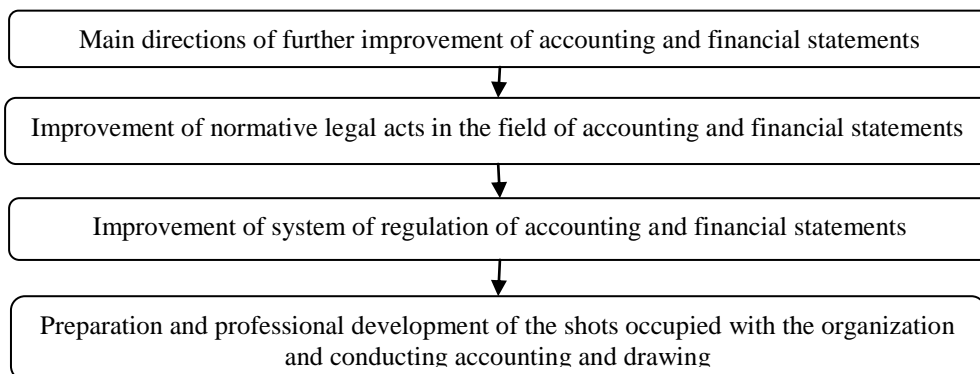 Main directions of further improvement of accounting and financial statements
Improvement of normative legal acts in the field of accounting and financial statements
Improvement of system of regulation of accounting and financial statements
Preparation and professional development of the shots occupied with the organization
and conducting accounting and drawing